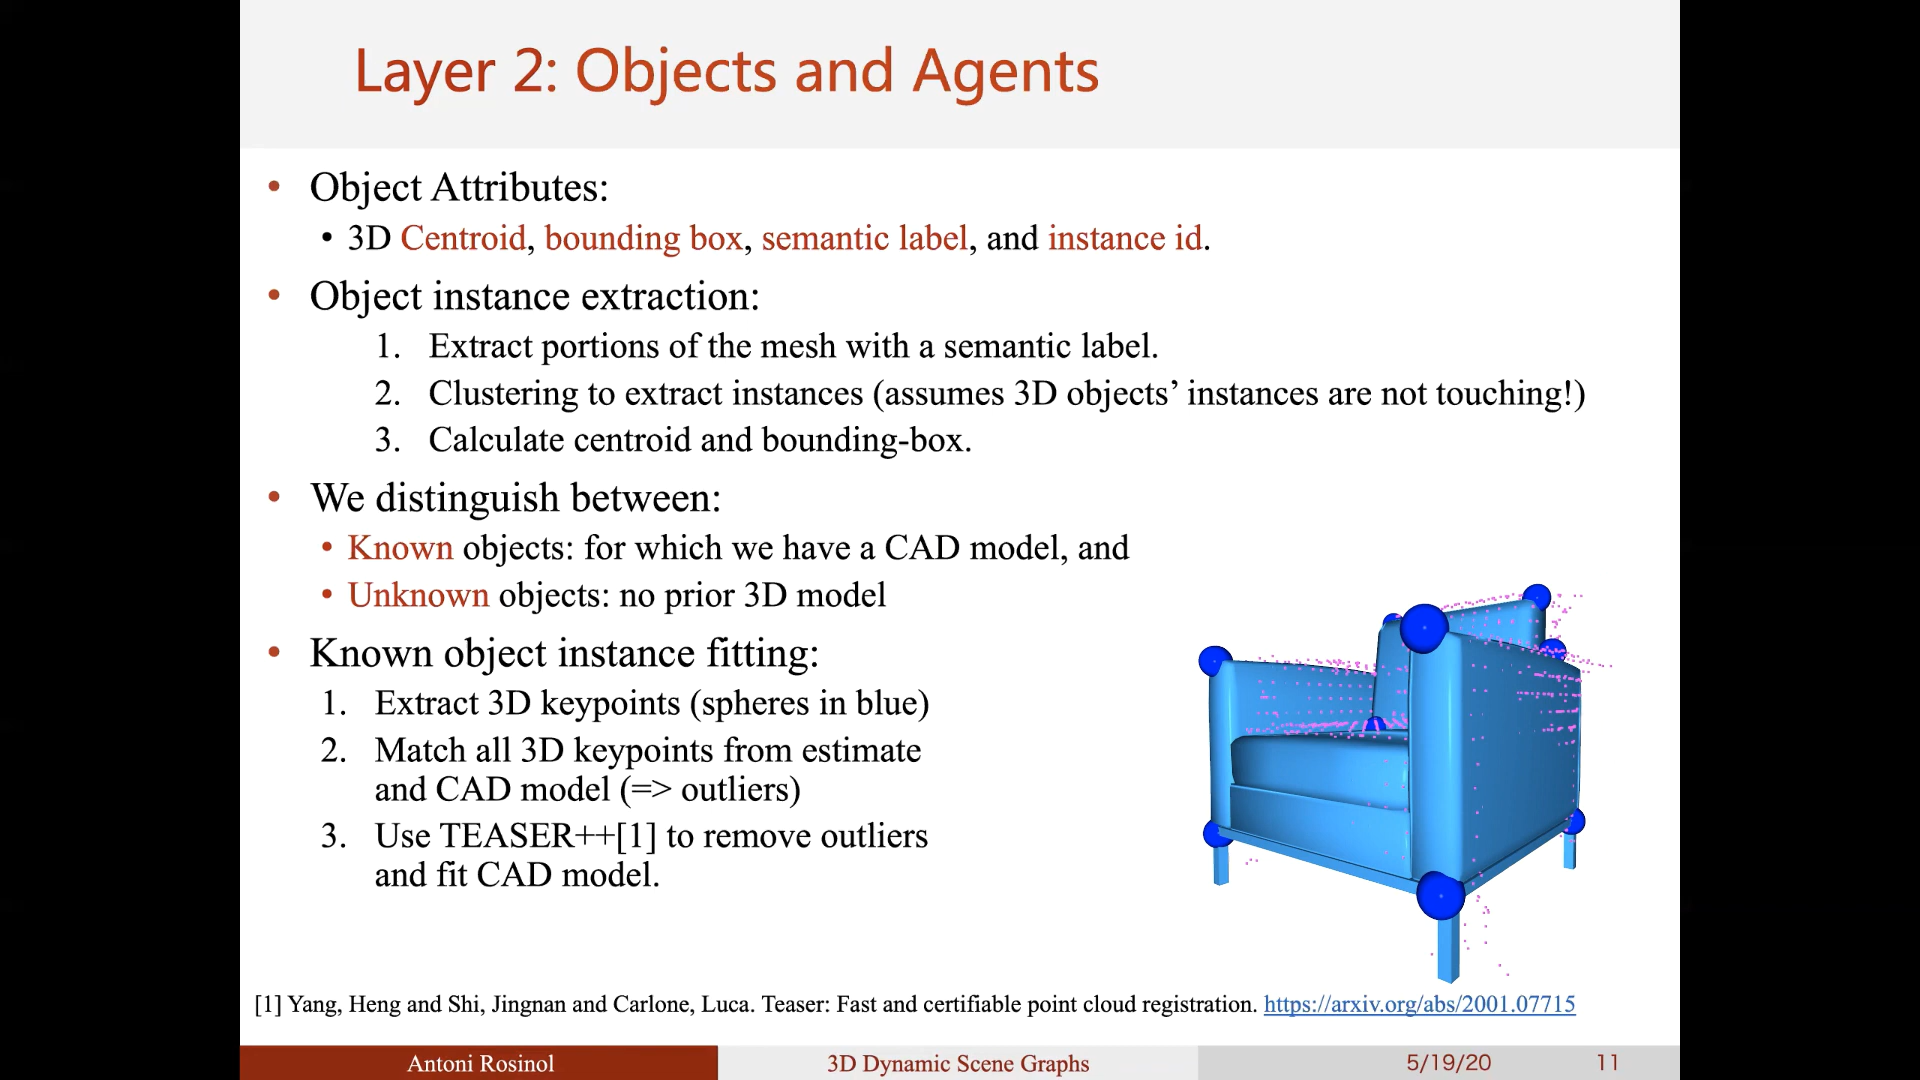 Layer 2: Objects and Agents
• Object Attributes:
• 3D Centroid, bounding box, semantic label, and instance id.
• Object instance extraction:
1. Extract portions of the mesh with a semantic label.
2. Clustering to extract instances (assumes 3D objects’ instances are not touching!)
3. Calculate centroid and bounding-box.
• We distinguish between:
• Known objects: for which we have a CAD model, and
• Unknown objects: no prior 3D model
• Known object instance fitting:
1. Extract 3D keypoints (spheres in blue)
2. Match all 3D keypoints from estimate
and CAD model (=> outliers)
3. Use TEASER++[1] to remove outliers
and fit CAD model.
[1] Yang, Heng and Shi, Jingnan and Carlone, Luca. Teaser: Fast and certifiable point cloud registration. https://arxiv.org/abs/2001.07715
Antoni Rosinol
3D Dynamic Scene Graphs
5/19/20
11